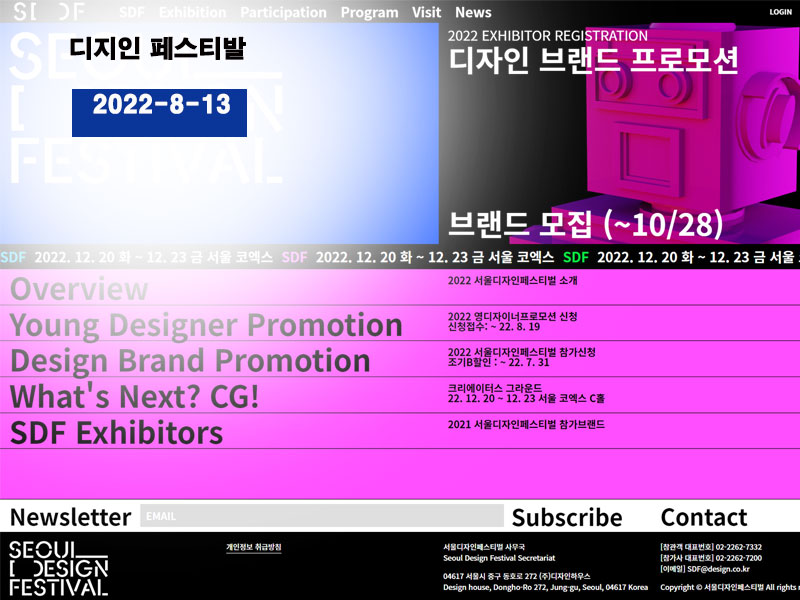 SDF Exhibition Participation Program Visit News
LOGIN
SEOUL
DESIGN
FESTIVAL
디지인 페스티발
2022-8-13
2022 EXHIBITOR REGISTRATION
디자인 브랜드 프로모션
브랜드 모집 (~10/28)
SDF 2022. 12. 20 화 ~ 12. 23 금 서울 코엑스 SDF 2022. 12. 20 화 ~ 12. 23 금 서울 코엑스 SDF 2022. 12. 20 화 ~ 12. 23 금 서울
Overview
2022 서울디자인페스티벌 소개
Young Designer Promotion
2022 영디자이너프로모션 신청
신청접수: ~ 22. 8. 19
Design Brand Promotion
2022 서울디자인페스티벌 참가신청
조기할인 : ~ 22. 7. 31
What's Next? CG!
크리에이터스 그라운드
22. 12. 20 ~ 12. 23 서울 코엑스 C홀
SDF Exhibitors
2021 서울디자인페스티벌 참가브랜드
Newsletter
EMAIL
Subscribe
Contact
SEOUL
DESIGN
FESTIVAL
개인정보 취급방침
서울디자인페스티벌 사무국
Seoul Design Festival Secretariat
04617 서울시 중구 동호로 272 (주)디자인하우스
Design house, Dongho-Ro 272, Jung-gu, Seoul, 04617 Korea
[참관객 대표번호] 02-2262-7332
[참가사 대표번호] 02-2262-7200
[이메일] SDF@design.co.kr
Copyright © 서울디자인페스티벌 All rights